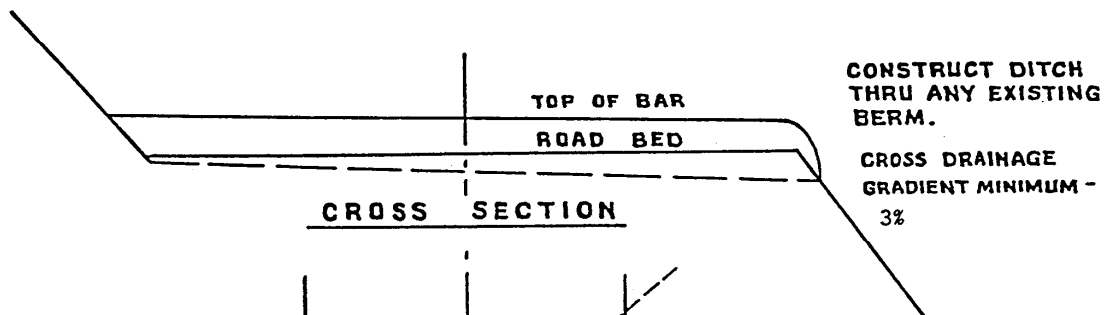 TOP OF BAR
ROAD BED
CROSS SECTION
CONSTRUCT DITCH
THRU ANY EXISTING
BERM.
CROSS DRAINAGE
GRADIENT MINIMUM -
3%